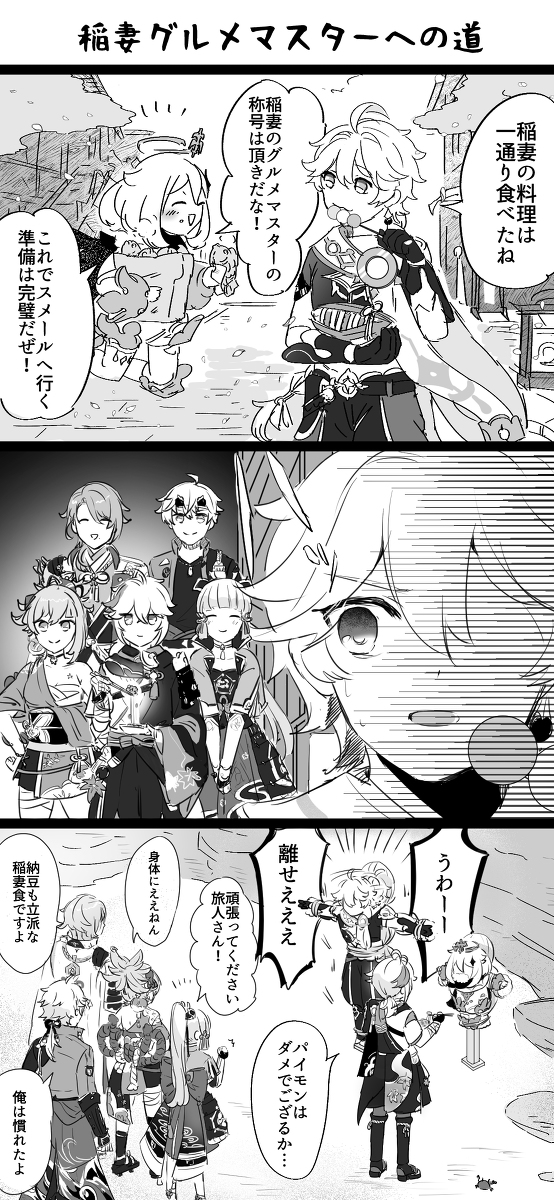 稲妻グルメマスターへの道
稲妻の料理は
一通り食べたね
稲妻のグルメマスターの
称号は頂きだな！
これでスメールへ行く
準備は完璧だぜ！
うわーー
離せえええ
頑張ってください
旅人さん！
身体にええねん
納豆も立派な
稲妻食ですよ
パイモンは
ダメでござるか…
俺は慣れたよ